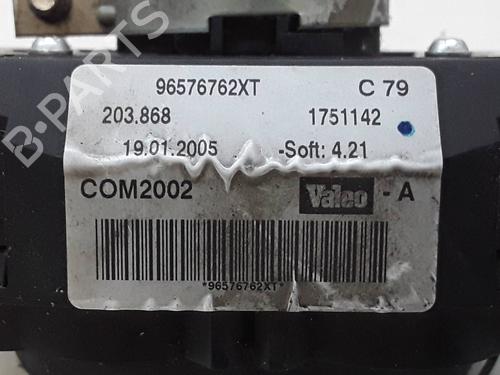 96576762XT C 79
203.868 1751142
19.01.2005 -Soft: 4.21
COM2002 Valeo - A
*96576762XT*
B-PARTS